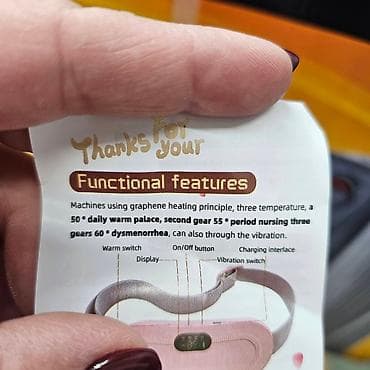 Thanks For
your
Functional features
Machines using graphene heating principle, three temperature, a
50 ° daily warm palace, second gear 55 ° period nursing three
gears 60 ° dysmenorrhea, can also through the vibration.
Warm switch On/Off button Charging interface
Display Vibration switch